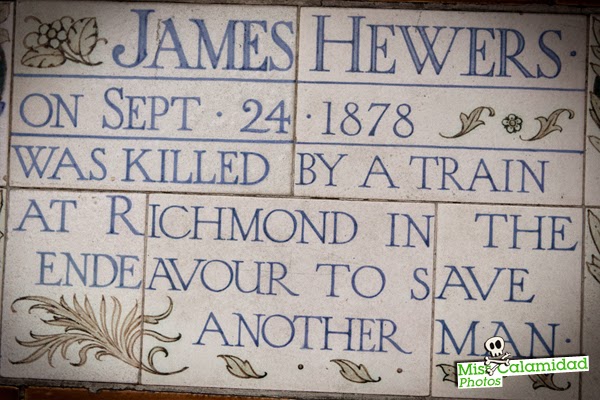 JAMES HEWERS·
ON SEPT · 24 · 1878
WAS KILLED BY A TRAIN
AT RICHMOND IN THE
ENDEAVOUR TO SAVE
ANOTHER MAN·
Miss Calamidad
Photos